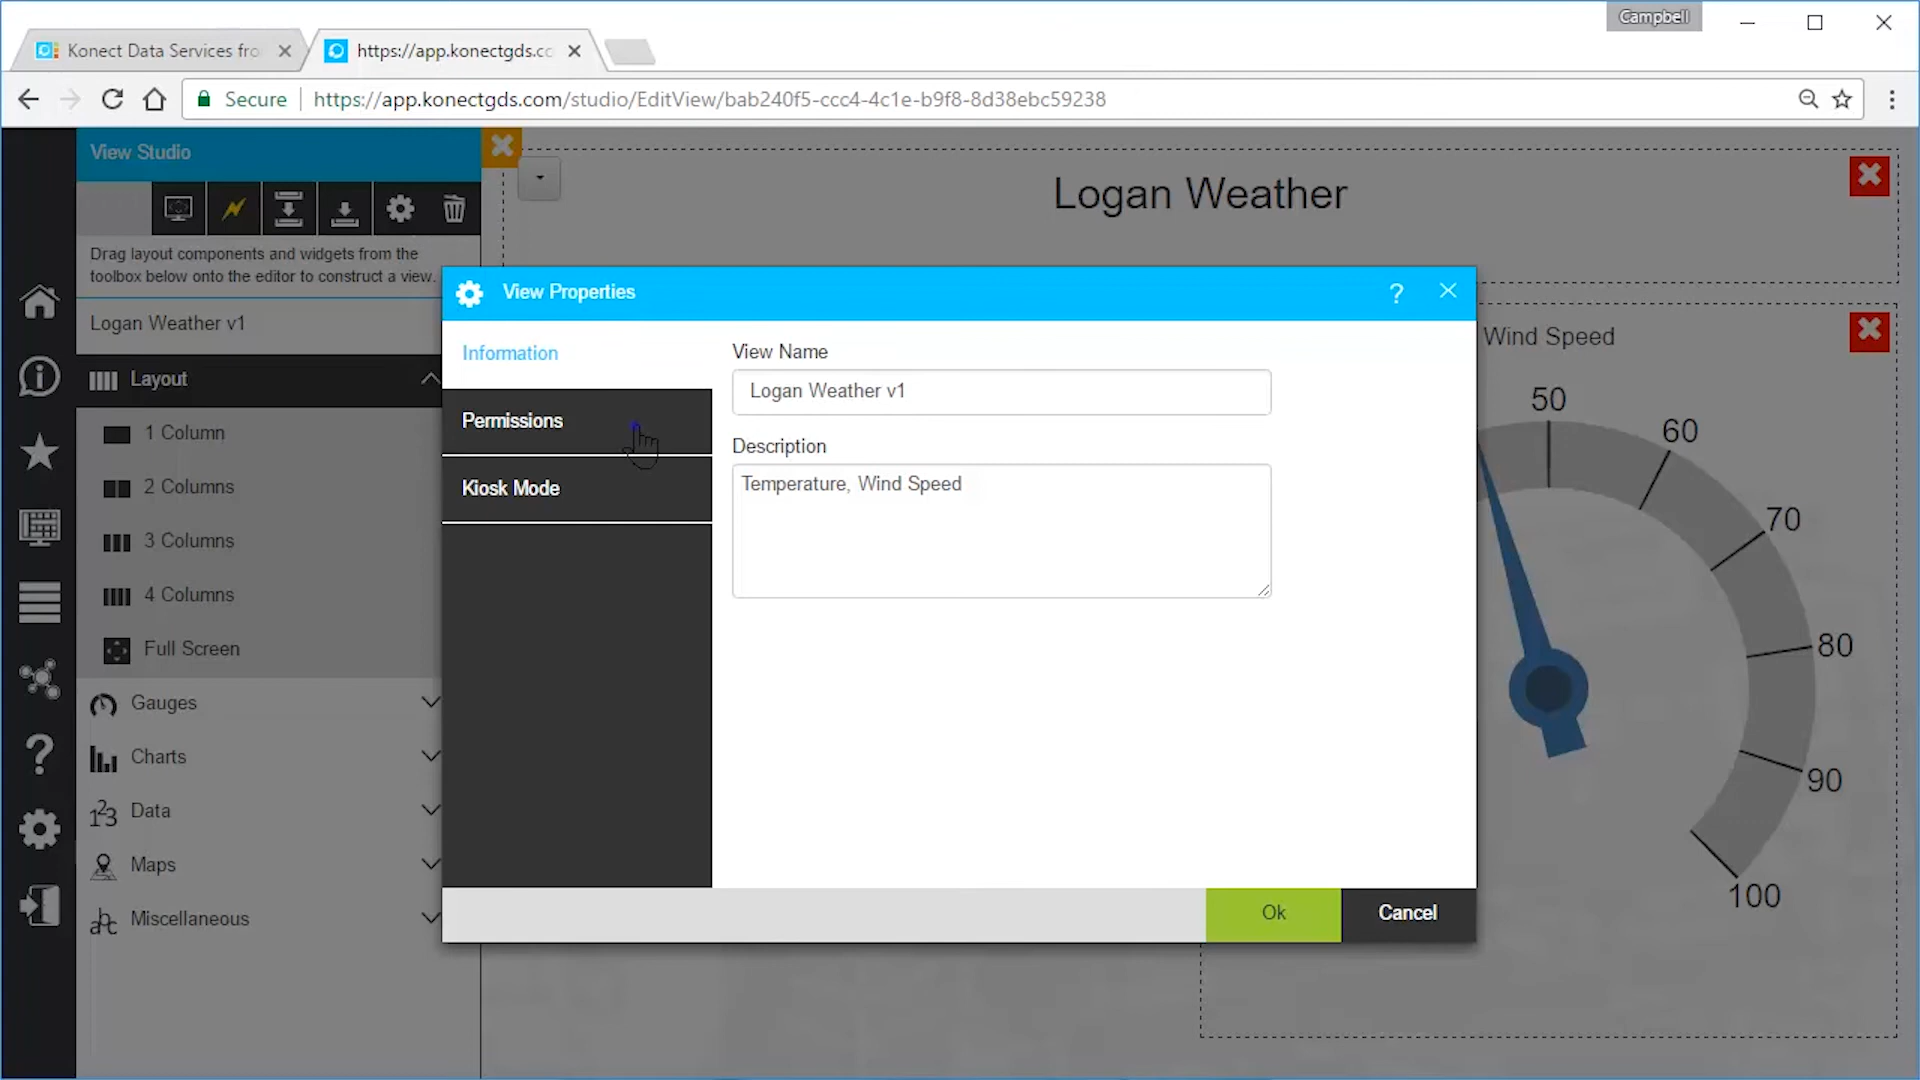 Campbell
Konect Data Services fro
https://app.konectgds.co
Secure
https://app.konectgds.com/studio/EditView/bab240f5-ccc4-4c1e-b9f8-8d38ebc59238
View Studio
Drag layout components and widgets from the
toolbox below onto the editor to construct a view.
Logan Weather v1
Layout
1 Column
2 Columns
3 Columns
4 Columns
Full Screen
Gauges
Charts
123
Data
Maps
abc
Miscellaneous
Logan Weather
View Properties
?
Information
Permissions
Kiosk Mode
View Name
Logan Weather v1
Description
Temperature, Wind Speed
Ok
Cancel
Wind Speed
50
60
70
80
90
100